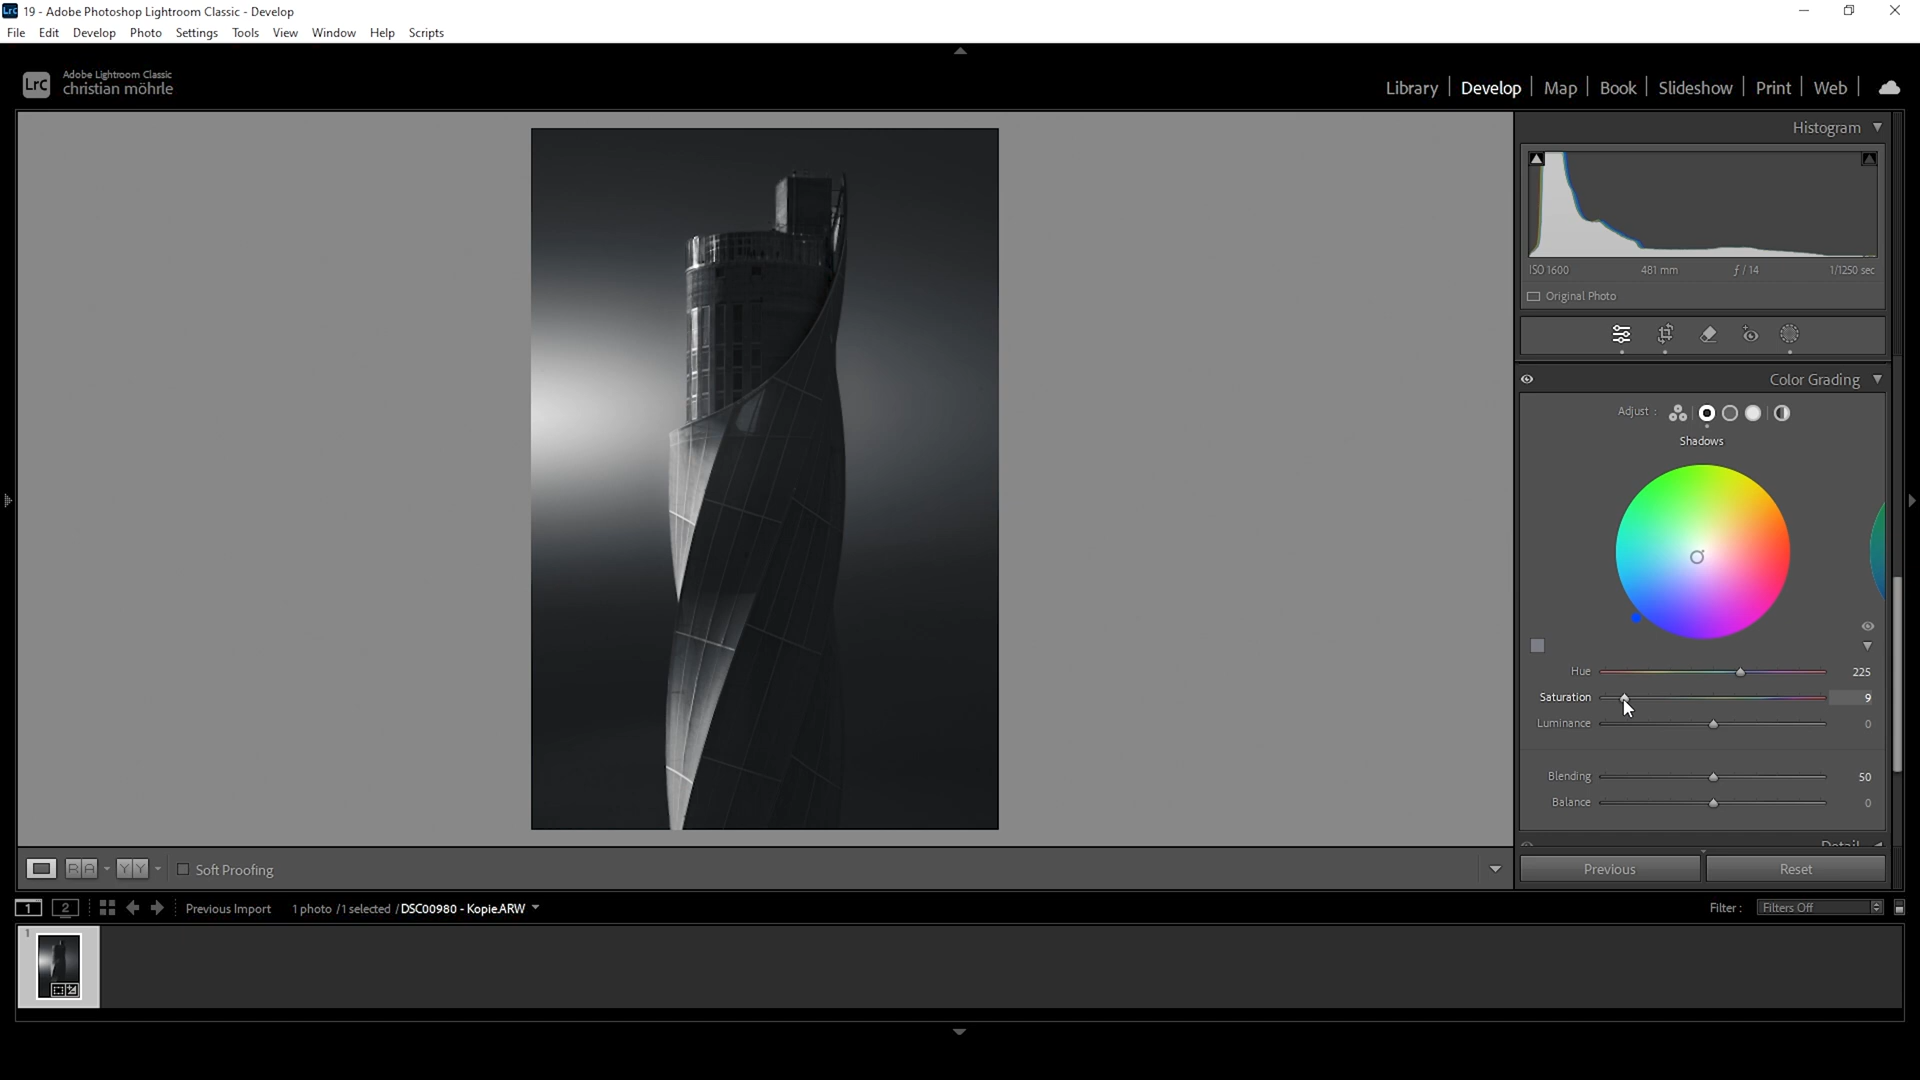 19 - Adobe Photoshop Lightroom Classic - Develop
File Edit Develop Photo Settings Tools View Window Help Scripts
LrC Adobe Lightroom Classic
christian möhrle
Library Develop Map Book Slideshow Print Web
Histogram
ISO 1600 481 mm ƒ / 14 1/1250 sec
Original Photo
Color Grading
Adjust :
Shadows
Hue 225
Saturation 9
Luminance 0
Blending 50
Balance 0
Detail
Previous Reset
R A Y Y Soft Proofing
1 2 Previous Import 1 photo / 1 selected / DSC00980 - Kopie.ARW Filter : Filters Off
1